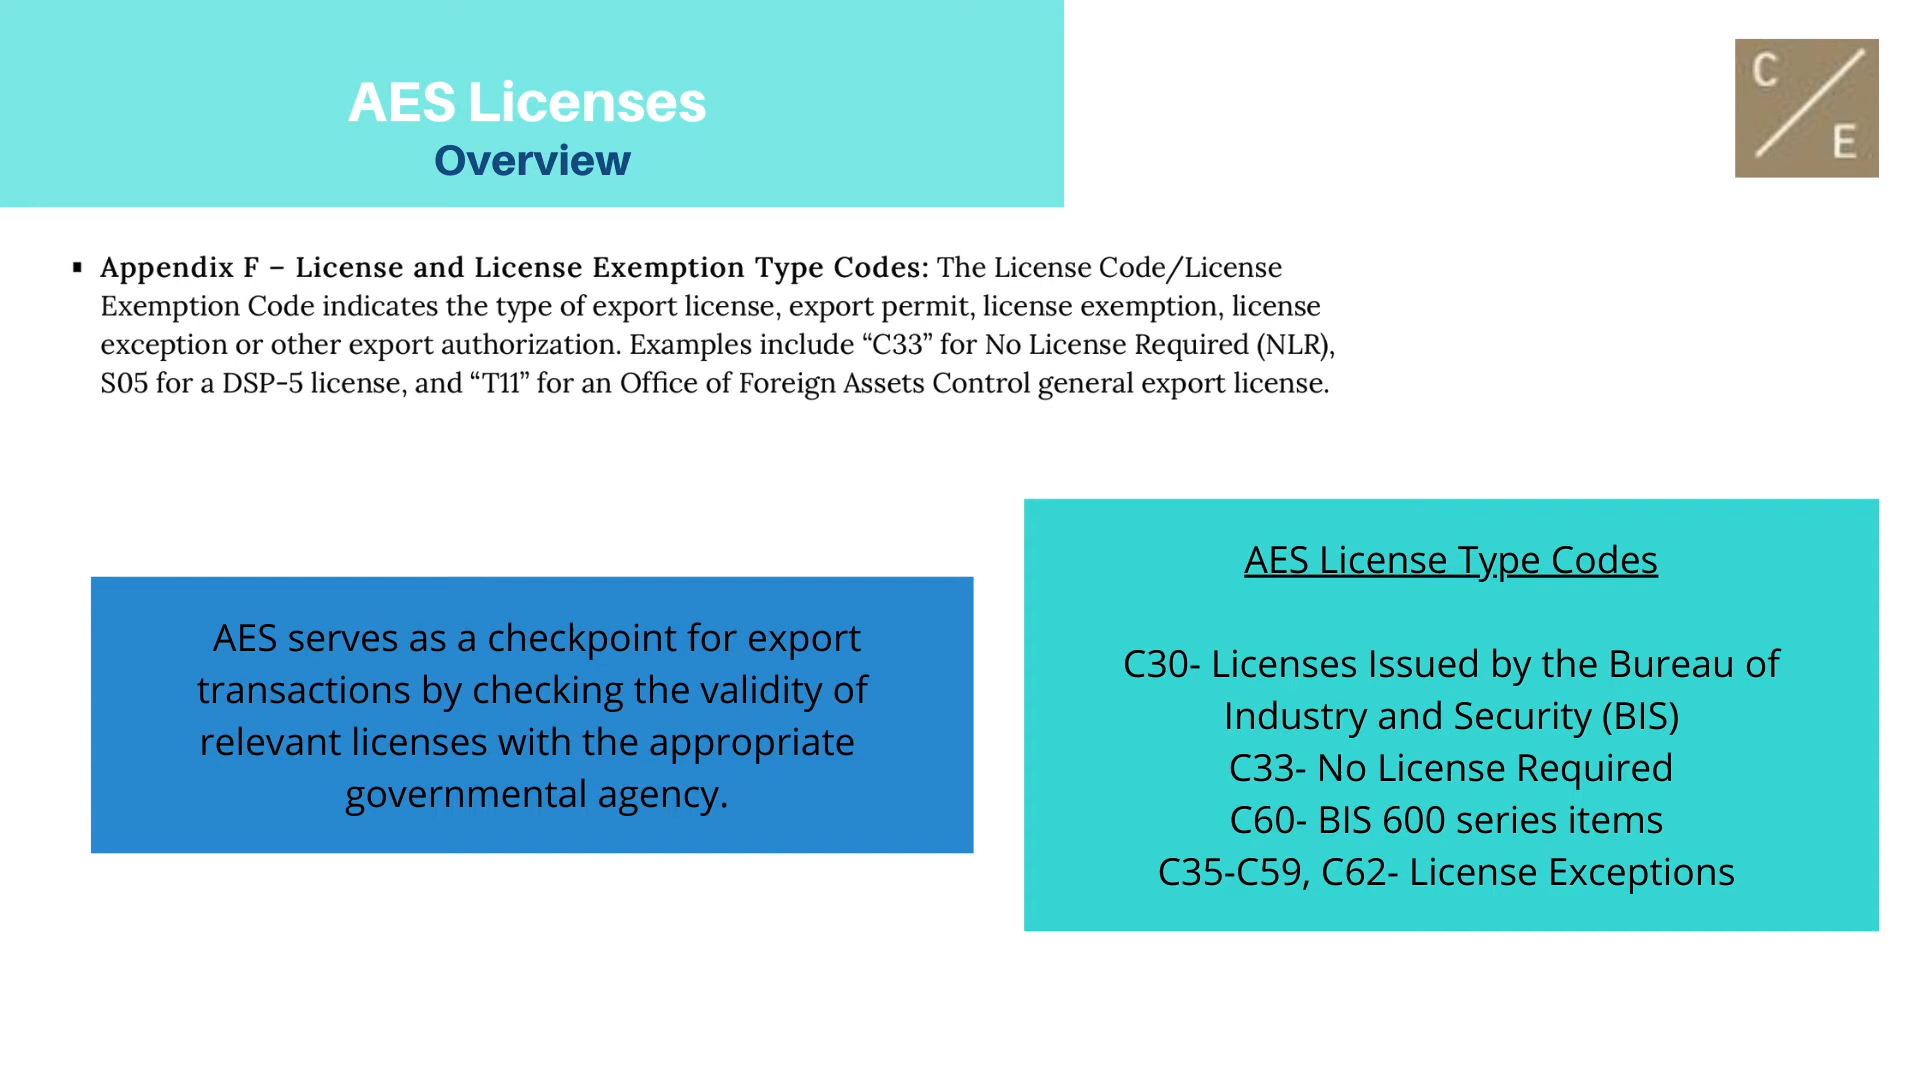 AES Licenses
Overview
C
E
▪ Appendix F – License and License Exemption Type Codes: The License Code/License
Exemption Code indicates the type of export license, export permit, license exemption, license
exception or other export authorization. Examples include “C33” for No License Required (NLR),
S05 for a DSP-5 license, and “T11” for an Office of Foreign Assets Control general export license.
AES serves as a checkpoint for export
transactions by checking the validity of
relevant licenses with the appropriate
governmental agency.
AES License Type Codes
C30- Licenses Issued by the Bureau of
Industry and Security (BIS)
C33- No License Required
C60- BIS 600 series items
C35-C59, C62- License Exceptions